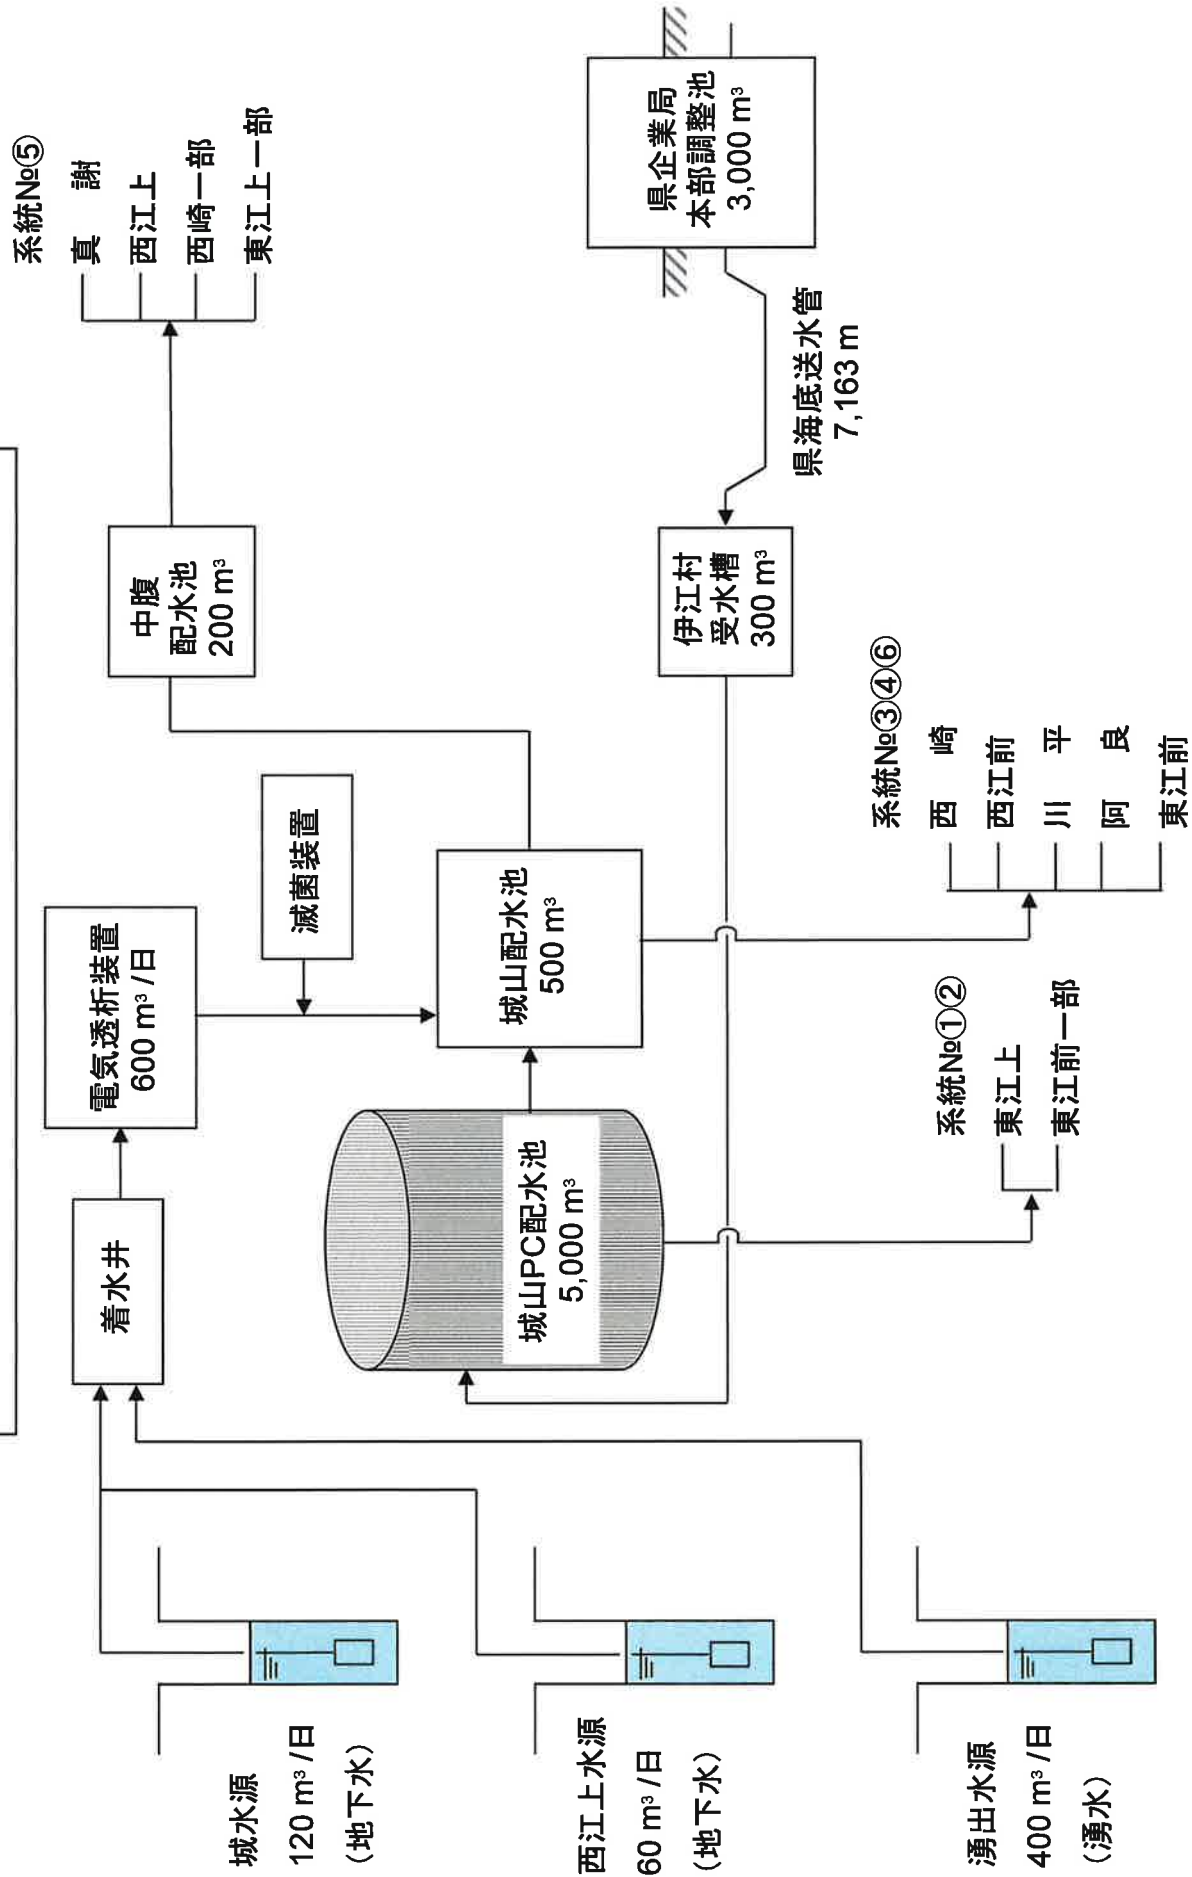 城水源
120 m³/日
（地下水）
西江上水源
60 m³/日
（地下水）
湧出水源
400 m³/日
（湧水）
着水井
電気透析装置
600 m³/日
滅菌装置
城山PC配水池
5,000 m³
城山配水池
500 m³
中腹
配水池
200 m³
系統№⑤
真　謝
西江上
西崎一部
東江上一部
県企業局
本部調整池
3,000 m³
県海底送水管
7,163 m
伊江村
受水槽
300 m³
系統№③④⑥
西　崎
西江前
川　平
阿　良
東江前
系統№①②
東江上
東江前一部